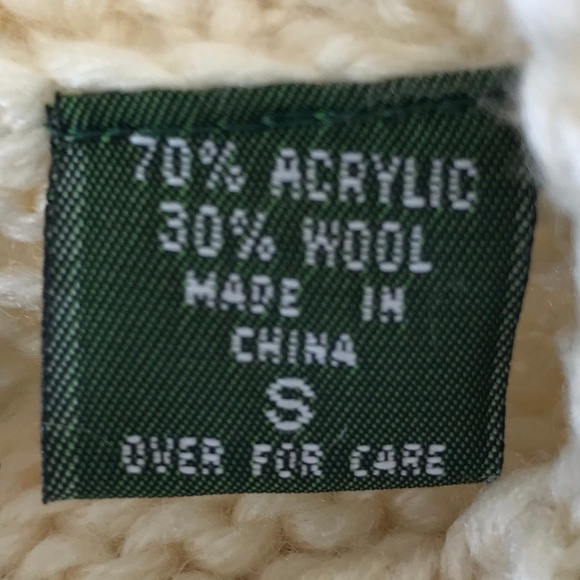 70% ACRYLIC
30% WOOL
MADE IN
CHINA
S
OVER FOR CARE